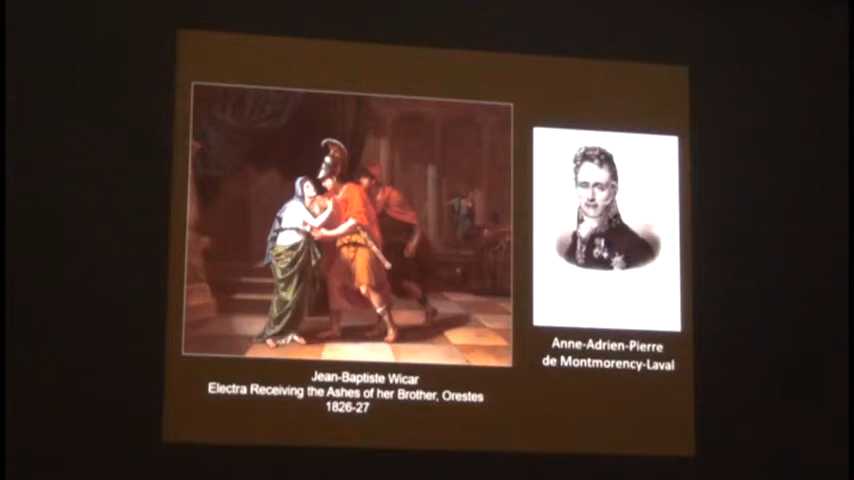 Jean-Baptiste Wicar
Electra Receiving the Ashes of her Brother, Orestes
1826-27
Anne-Adrien-Pierre
de Montmorency-Laval